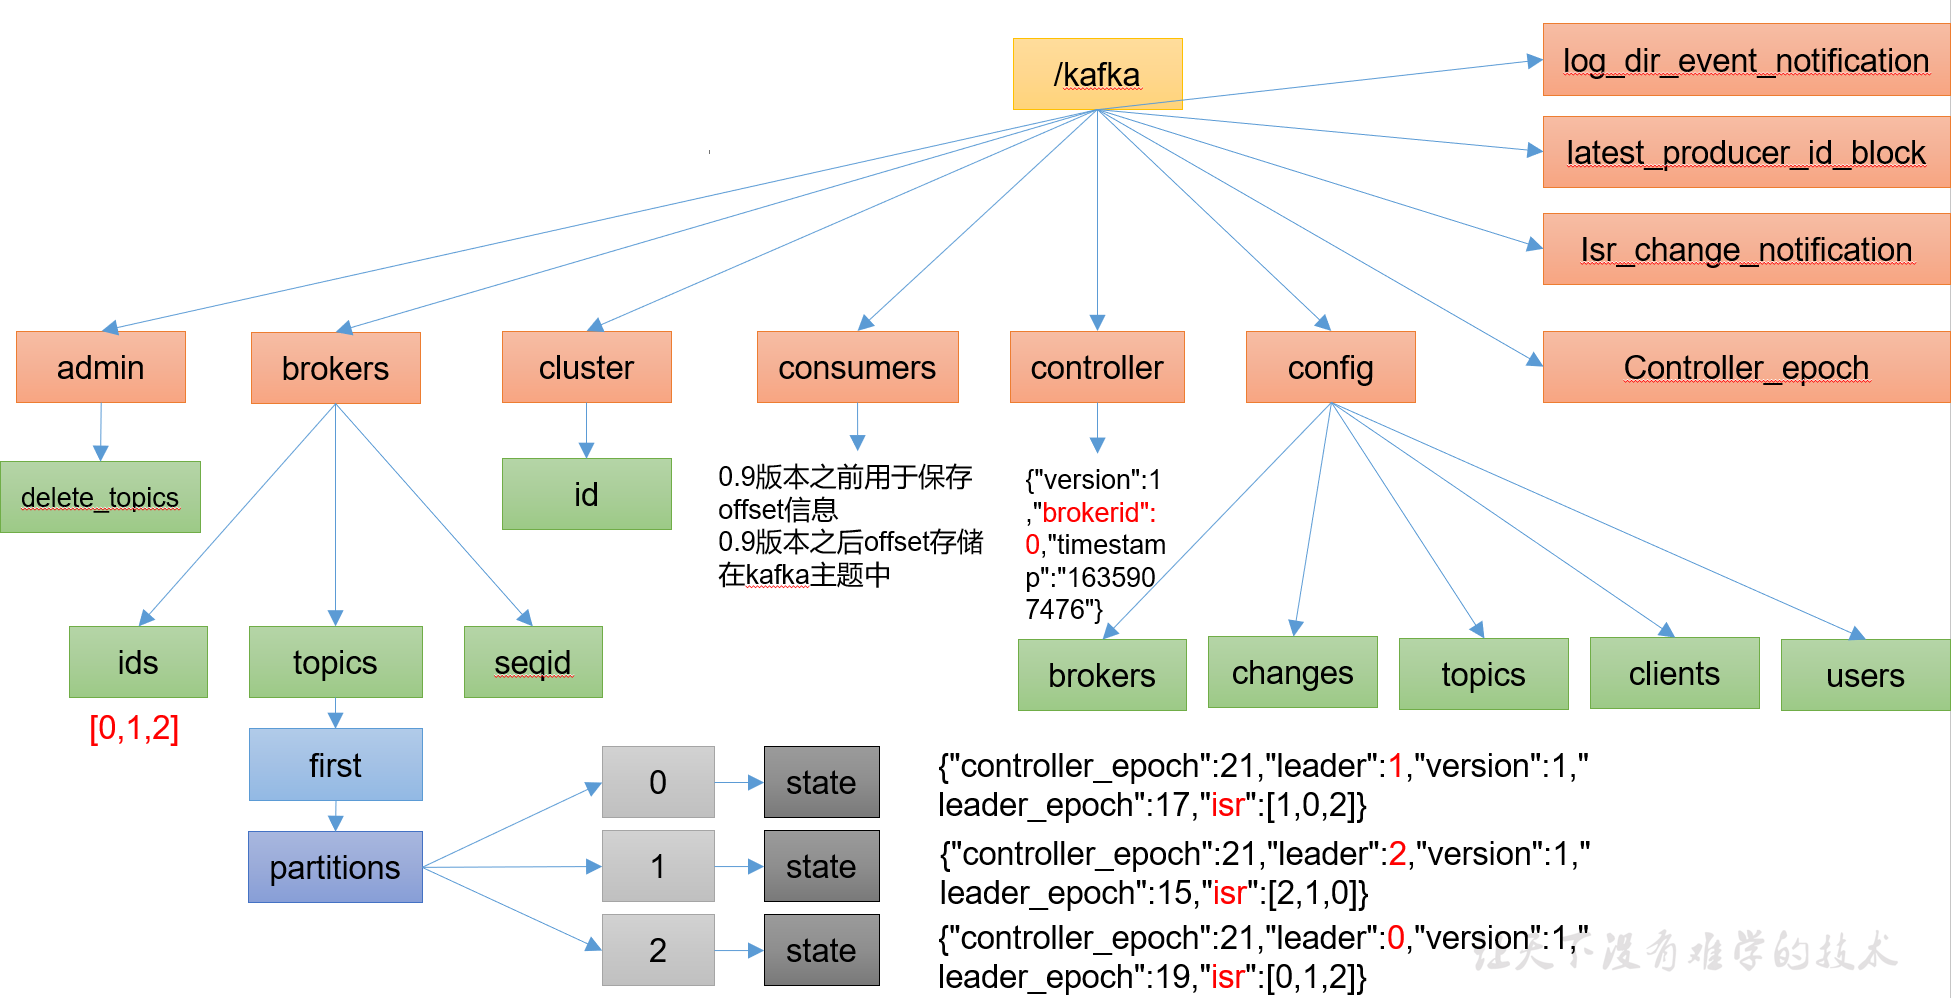 /kafka
log_dir_event_notification
latest_producer_id_block
Isr_change_notification
Controller_epoch
admin
brokers
cluster
consumers
controller
config
delete_topics
id
0.9版本之前用于保存
offset信息
0.9版本之后offset存储
在kafka主题中
{"version":1
,"brokerid":
0,"timestam
p":"163590
7476"}
ids
topics
seqid
brokers
changes
topics
clients
users
[0,1,2]
first
partitions
0
state
{"controller_epoch":21,"leader":1,"version":1,"
leader_epoch":17,"isr":[1,0,2]}
1
state
{"controller_epoch":21,"leader":2,"version":1,"
leader_epoch":15,"isr":[2,1,0]}
2
state
{"controller_epoch":21,"leader":0,"version":1,"
leader_epoch":19,"isr":[0,1,2]}
让天下没有难学的技术